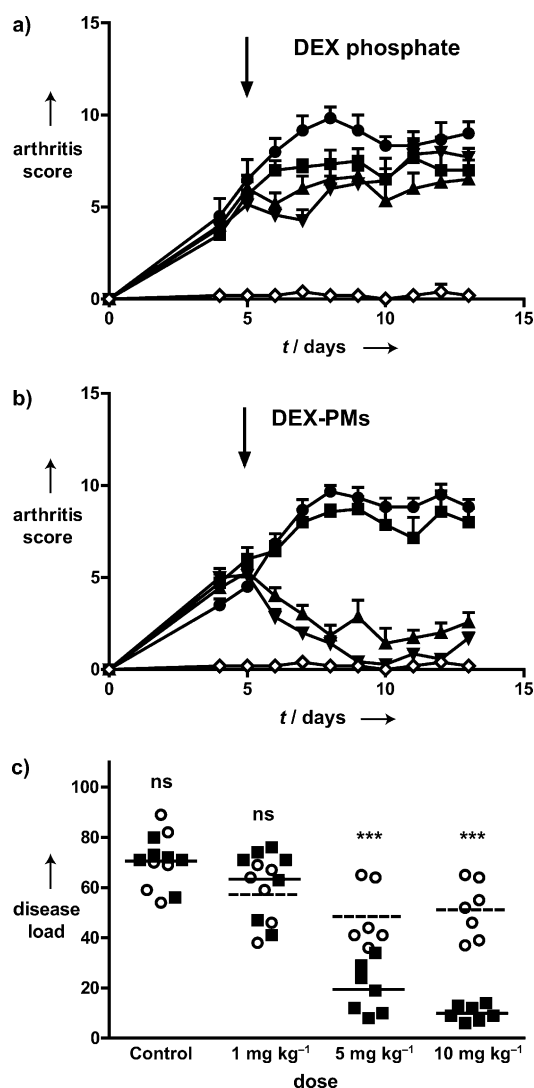 a)
15
DEX phosphate
10
arthritis
score
5
0
0 5 10 15
t / days
b)
15
DEX-PMs
10
arthritis
score
5
0
0 5 10 15
t / days
c)
100
ns
ns
***
***
80
60
disease
load
40
20
0
Control 1 mg kg⁻¹ 5 mg kg⁻¹ 10 mg kg⁻¹
dose